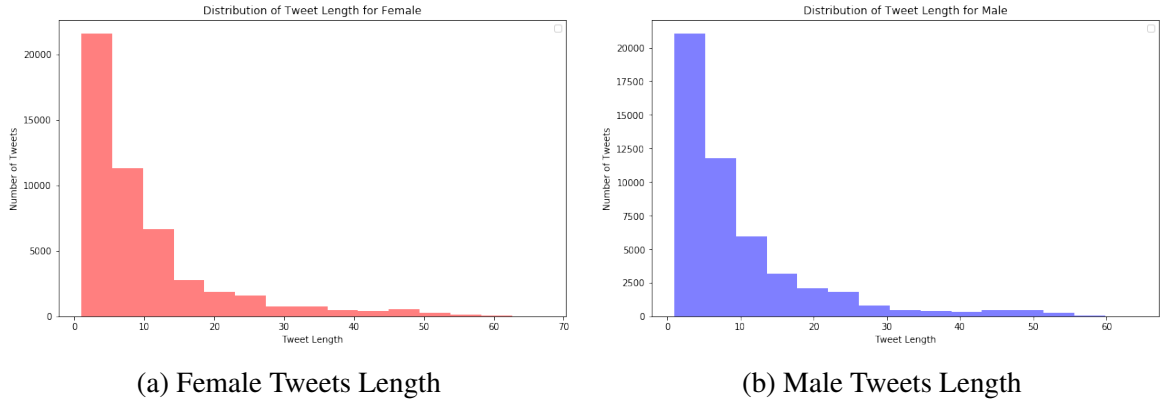 Distribution of Tweet Length for Female
20000
15000
10000
5000
0
Number of Tweets
0 10 20 30 40 50 60 70
Tweet Length
(a) Female Tweets Length
Distribution of Tweet Length for Male
20000
17500
15000
12500
10000
7500
5000
2500
0
Number of Tweets
0 10 20 30 40 50 60
Tweet Length
(b) Male Tweets Length